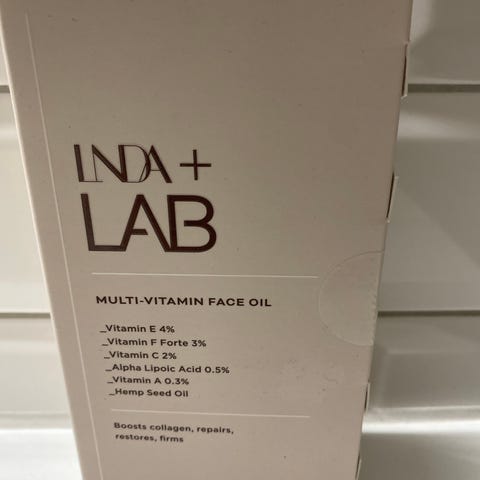 LNDA +
LAB
MULTI-VITAMIN FACE OIL
_Vitamin E 4%
_Vitamin F Forte 3%
_Vitamin C 2%
_Alpha Lipoic Acid 0.5%
_Vitamin A 0.3%
_Hemp Seed Oil
Boosts collagen, repairs,
restores, firms